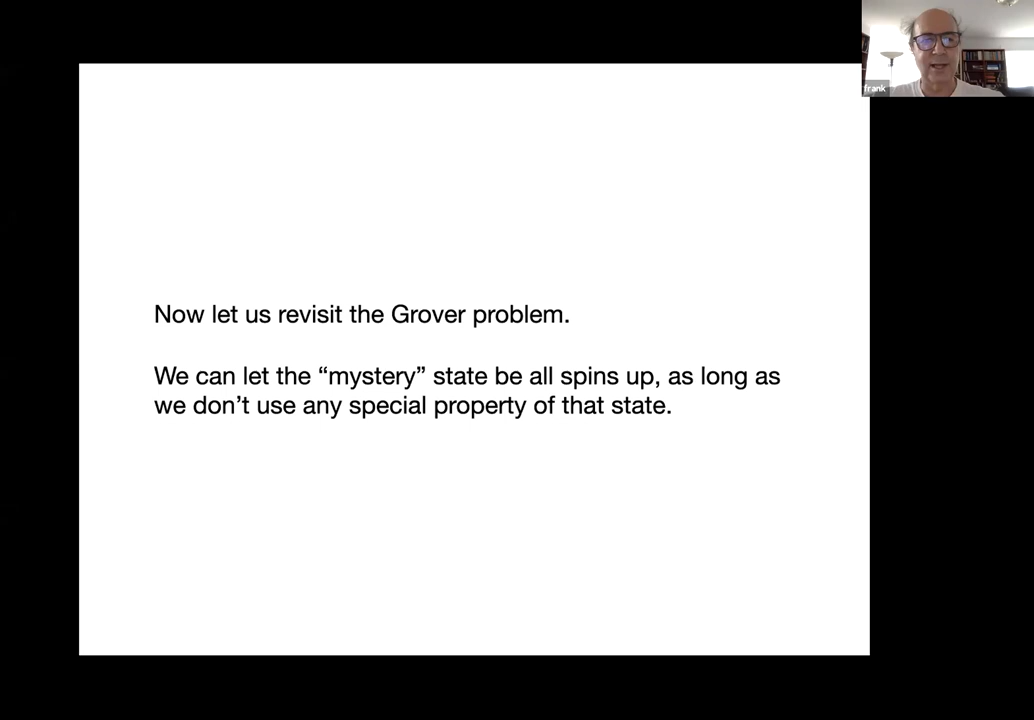 frank
Now let us revisit the Grover problem.
We can let the “mystery” state be all spins up, as long as
we don’t use any special property of that state.